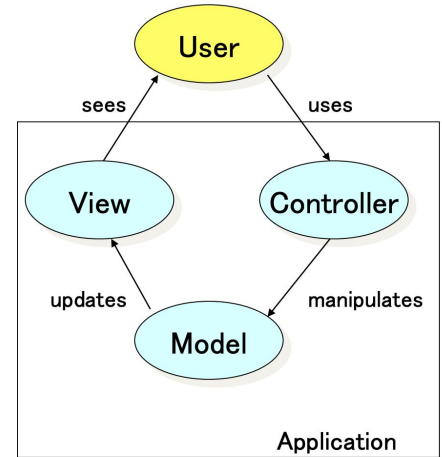 User
sees
uses
View
Controller
updates
manipulates
Model
Application